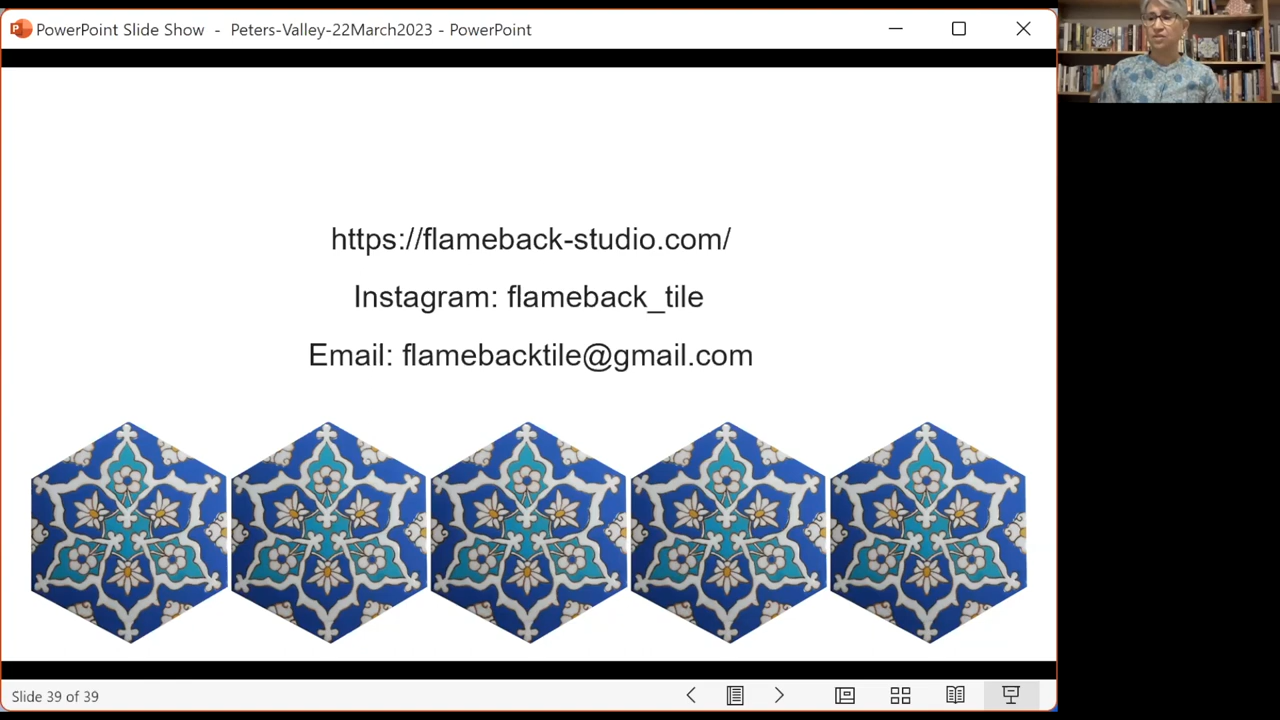 PowerPoint Slide Show - Peters-Valley-22March2023 - PowerPoint
https://flameback-studio.com/
Instagram: flameback_tile
Email: flamebacktile@gmail.com
Slide 39 of 39